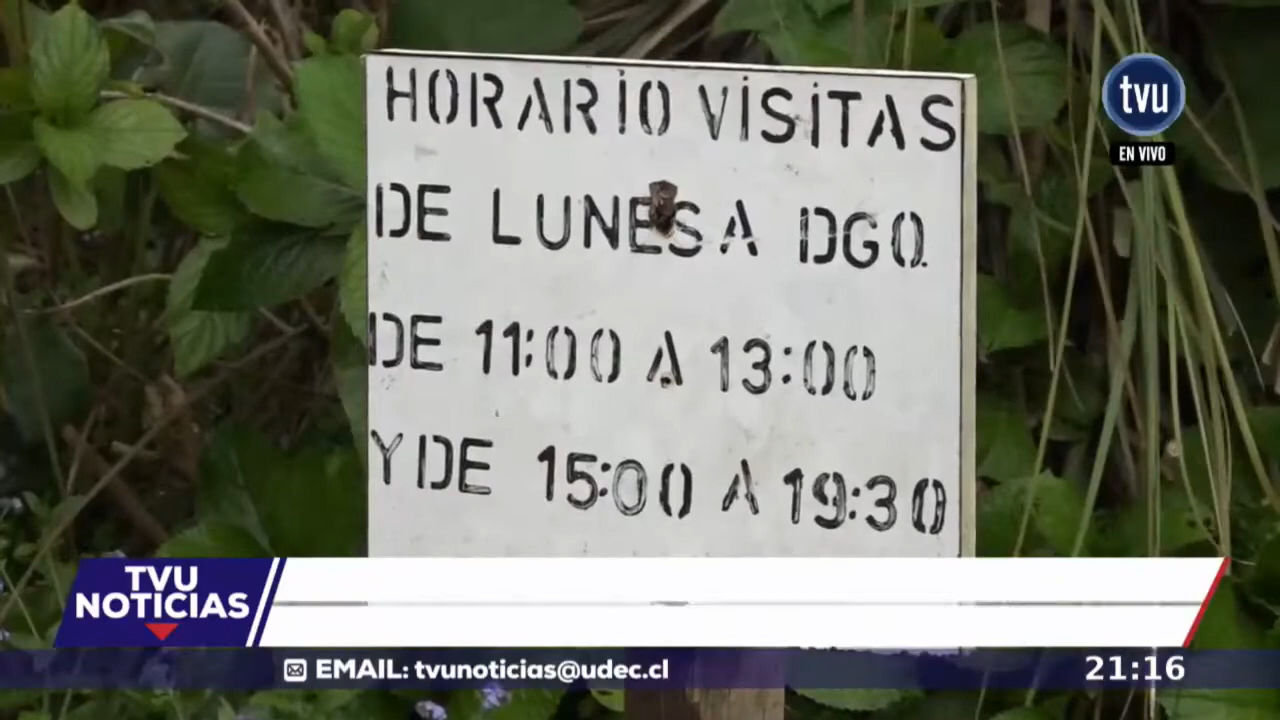 HORARIO VISITAS
DE LUNES A DGO.
DE 11:00 A 13:00
Y DE 15:00 A 19:30
tvu
EN VIVO
TVU
NOTICIAS
EMAIL: tvunoticias@udec.cl
21:16